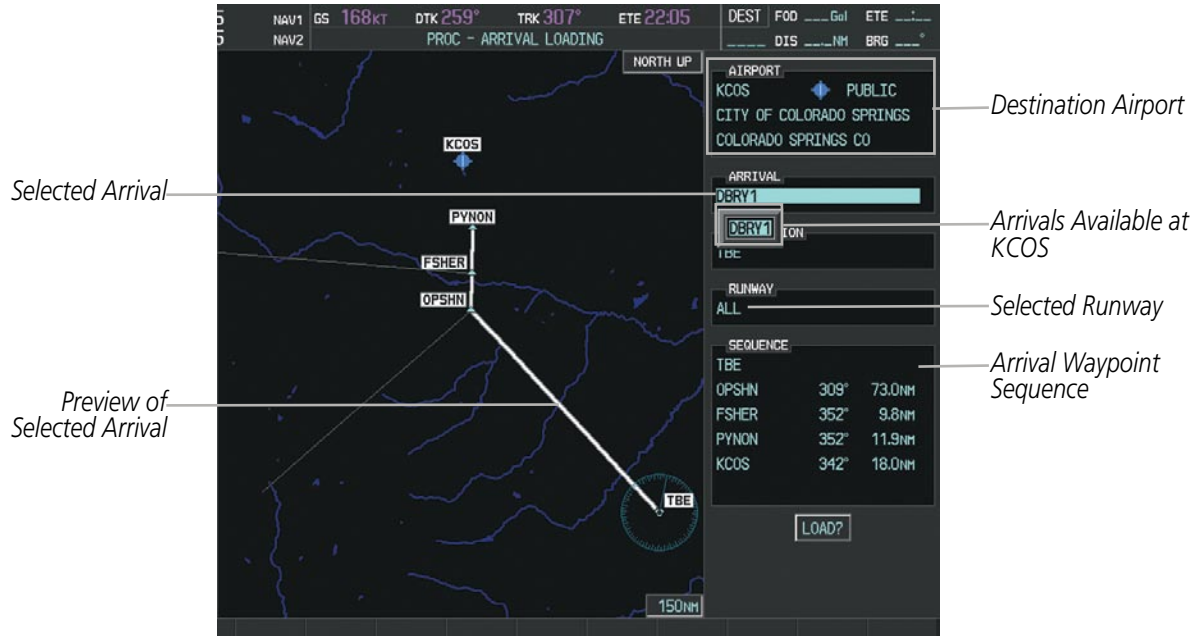 5 NAV1 GS 168KT DTK 259° TRK 307° ETE 22:05 DEST FOD ___Gal ETE __:__
5 NAV2 PROC – ARRIVAL LOADING ____ DIS ___._NM BRG ___°
NORTH UP
AIRPORT
KCOS PUBLIC
CITY OF COLORADO SPRINGS
COLORADO SPRINGS CO
Destination Airport
KCOS
Selected Arrival
ARRIVAL
DBRY1
DBRY1
Arrivals Available at
KCOS
ION
TBE
PYNON
FSHER
OPSHN
RUNWAY
ALL
Selected Runway
SEQUENCE
TBE
OPSHN 309° 73.0NM
FSHER 352° 9.8NM
PYNON 352° 11.9NM
KCOS 342° 18.0NM
Arrival Waypoint
Sequence
Preview of
Selected Arrival
TBE
LOAD?
150NM